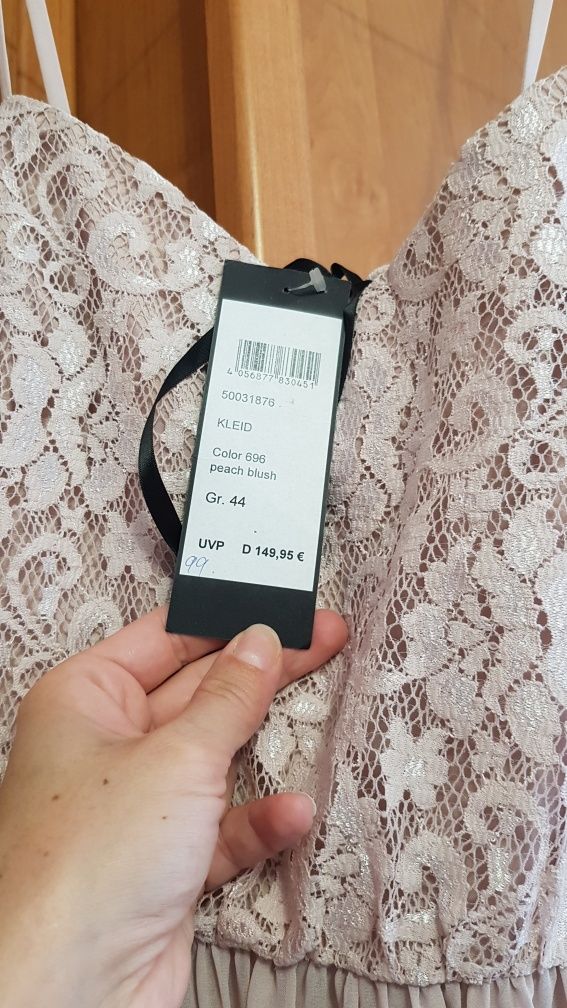 4 056877 830451
50031876
KLEID
Color 696
peach blush
Gr. 44
UVP D 149,95 €
99.